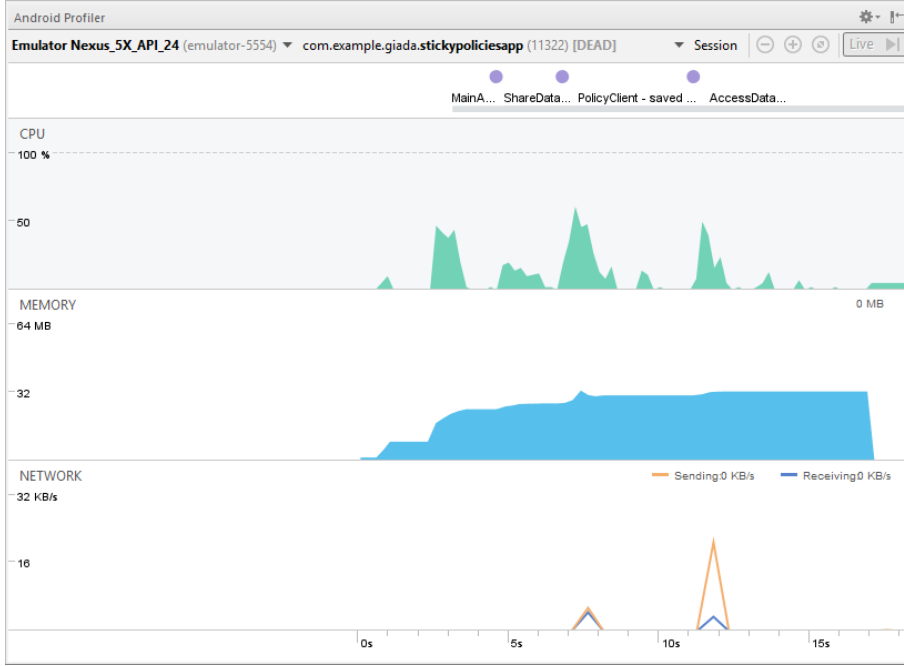 Android Profiler
Emulator Nexus_5X_API_24 (emulator-5554) com.example.giada.stickypoliciesapp (11322) [DEAD] Session Live
MainA... ShareData... PolicyClient - saved ... AccessData...
CPU
100 %
50
MEMORY 0 MB
64 MB
32
NETWORK Sending:0 KB/s Receiving:0 KB/s
32 KB/s
16
0s 5s 10s 15s